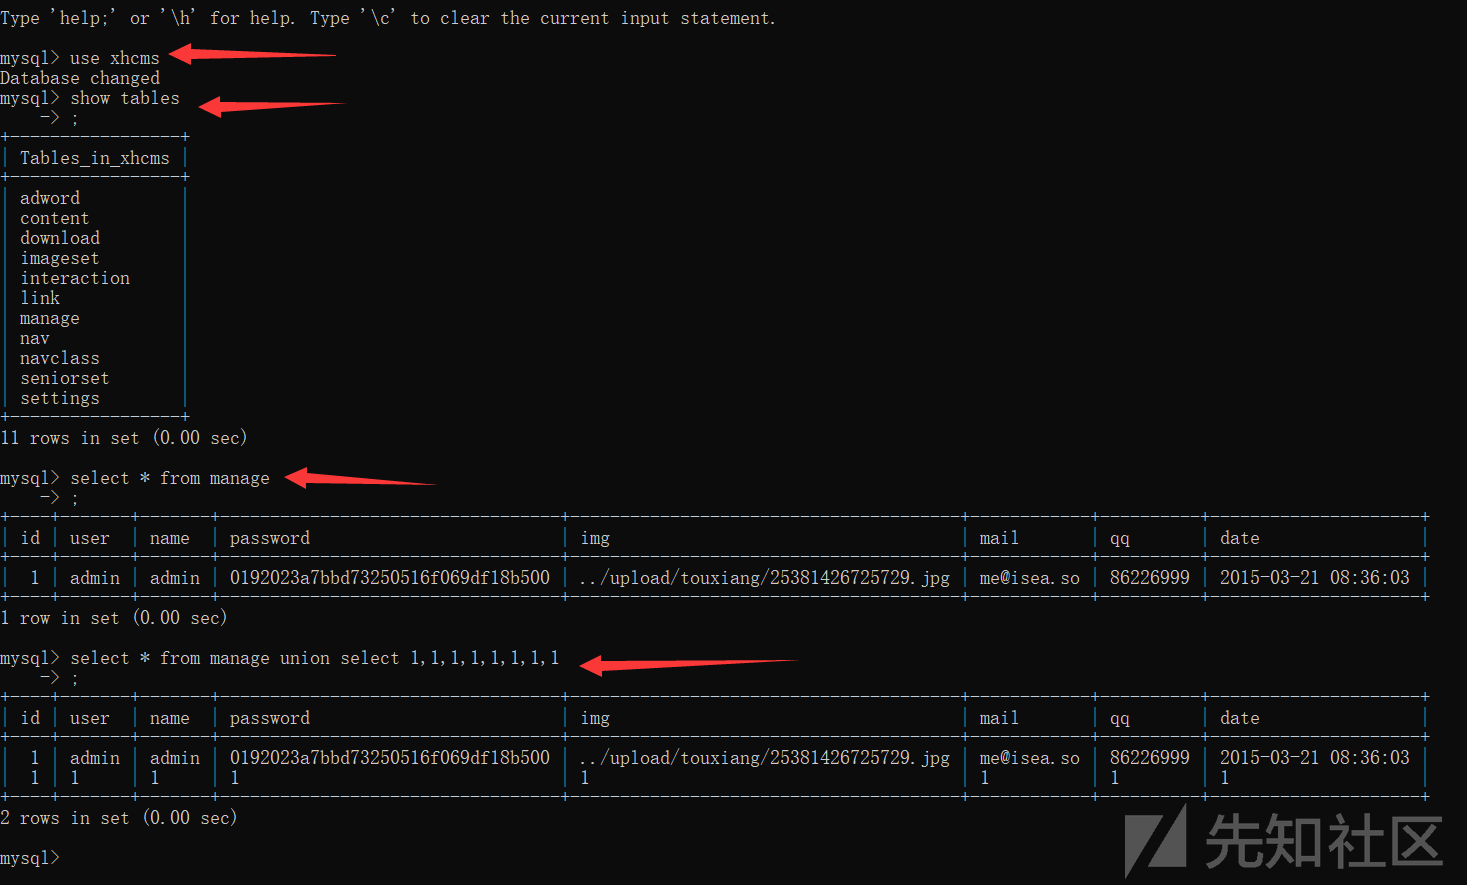 Type 'help;' or '\h' for help. Type '\c' to clear the current input statement.
mysql> use xhcms
Database changed
mysql> show tables
    -> ;
+-----------------+
| Tables_in_xhcms |
+-----------------+
| adword          |
| content         |
| download        |
| imageset        |
| interaction     |
| link            |
| manage          |
| nav             |
| navclass        |
| seniorset       |
| settings        |
+-----------------+
11 rows in set (0.00 sec)
mysql> select * from manage
    -> ;
+----+-------+-------+----------------------------------+---------------------------------------+------------+----------+---------------------+
| id | user  | name  | password                         | img                                   | mail       | qq       | date                |
+----+-------+-------+----------------------------------+---------------------------------------+------------+----------+---------------------+
|  1 | admin | admin | 0192023a7bbd73250516f069df18b500 | ../upload/touxiang/25381426725729.jpg | me@isea.so | 86226999 | 2015-03-21 08:36:03 |
+----+-------+-------+----------------------------------+---------------------------------------+------------+----------+---------------------+
1 row in set (0.00 sec)
mysql> select * from manage union select 1,1,1,1,1,1,1,1
    -> ;
+----+-------+-------+----------------------------------+---------------------------------------+------------+----------+---------------------+
| id | user  | name  | password                         | img                                   | mail       | qq       | date                |
+----+-------+-------+----------------------------------+---------------------------------------+------------+----------+---------------------+
|  1 | admin | admin | 0192023a7bbd73250516f069df18b500 | ../upload/touxiang/25381426725729.jpg | me@isea.so | 86226999 | 2015-03-21 08:36:03 |
|  1 | 1     | 1     | 1                                | 1                                     | 1          | 1        | 1                   |
+----+-------+-------+----------------------------------+---------------------------------------+------------+----------+---------------------+
2 rows in set (0.00 sec)
mysql>
先知社区